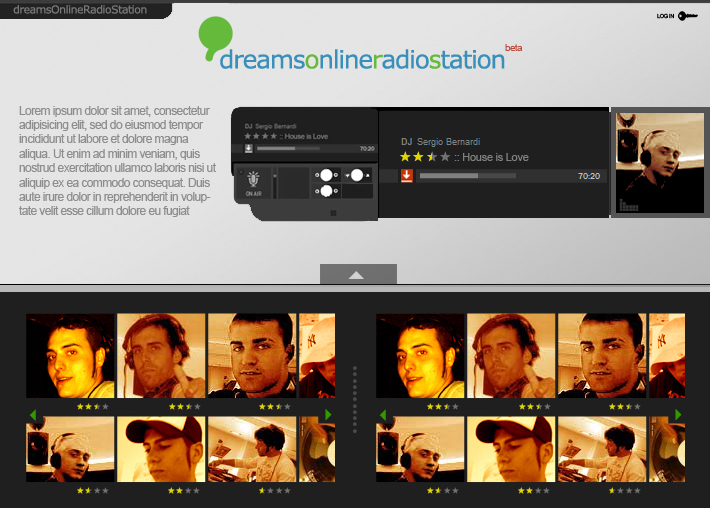 dreamsOnlineRadioStation
LOG IN
dreamsonlineradiostation
beta
Lorem ipsum dolor sit amet, consectetur
adipisicing elit, sed do eiusmod tempor
incididunt ut labore et dolore magna
aliqua. Ut enim ad minim veniam, quis
nostrud exercitation ullamco laboris nisi ut
aliquip ex ea commodo consequat. Duis
aute irure dolor in reprehenderit in volup-
tate velit esse cillum dolore eu fugiat
DJ Sergio Bernardi
:: House is Love
70:20
ON AIR
DJ Sergio Bernardi
:: House is Love
70:20